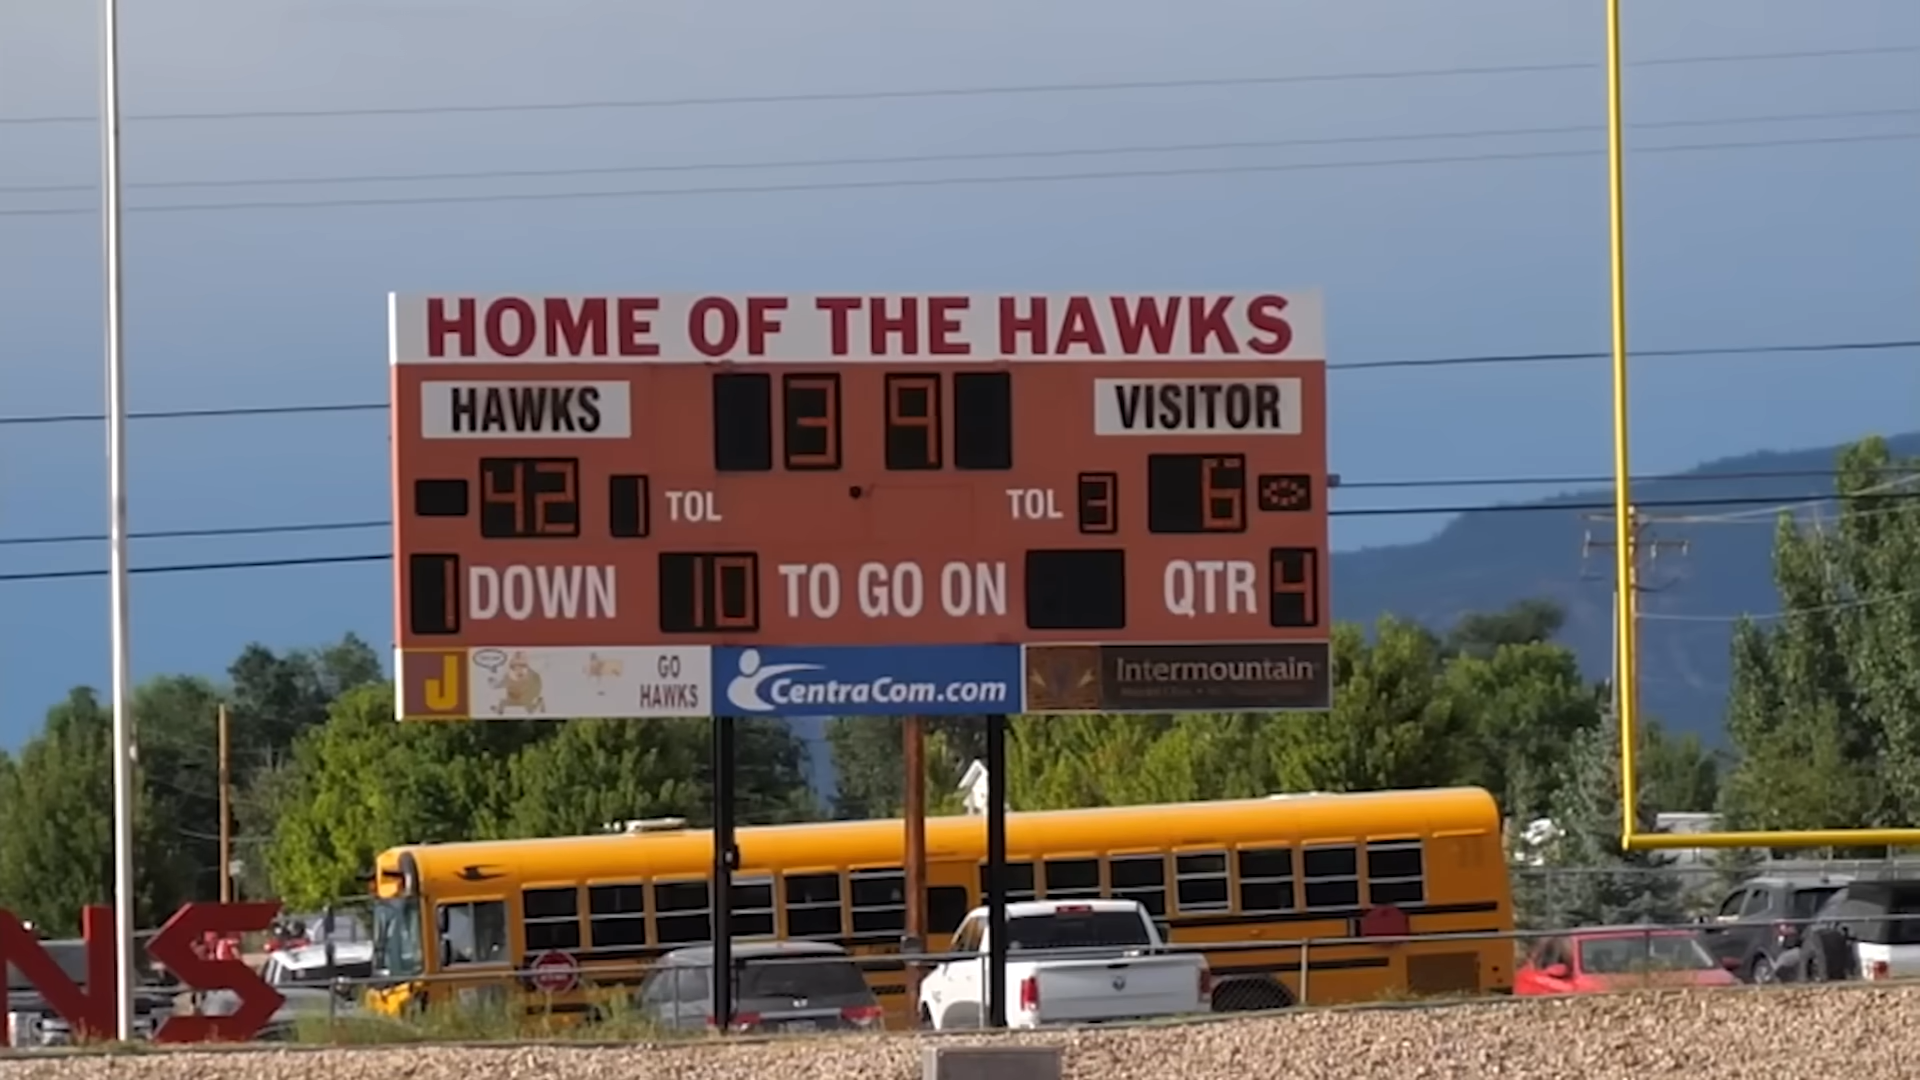 HOME OF THE HAWKS
HAWKS 3 9 VISITOR
42 1 TOL TOL 3 6
1 DOWN 10 TO GO ON QTR 4
J GO HAWKS CentraCom.com Intermountain
NS